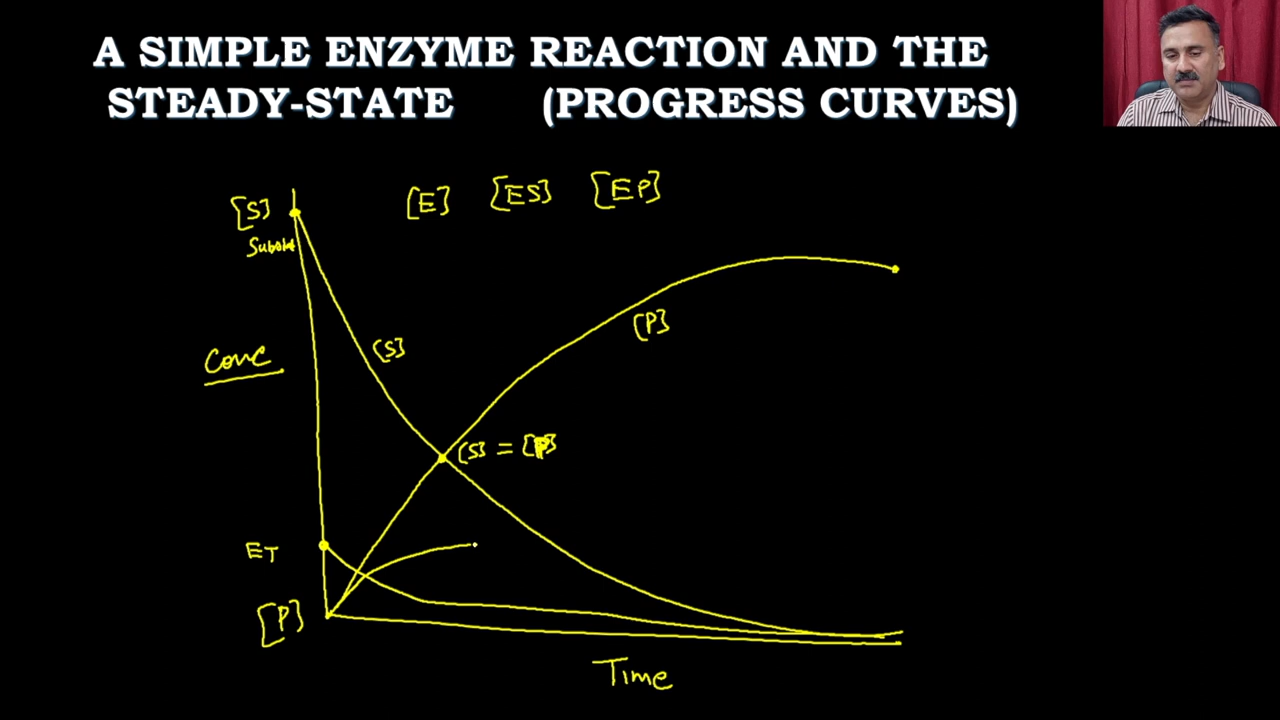 A SIMPLE ENZYME REACTION AND THE
STEADY-STATE (PROGRESS CURVES)
[S] [E] [ES] [EP]
[P]
[S]
Conc
[S] = [P]
ET
[P]
Time